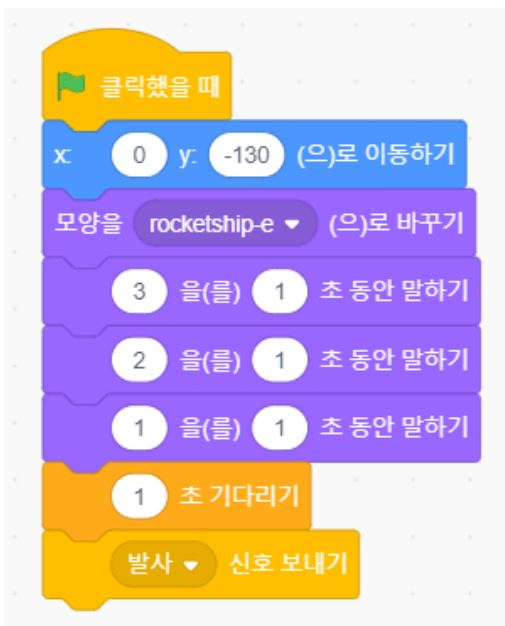 클릭했을 때
x: 0 y: -130 (으)로 이동하기
모양을 rocketship-e (으)로 바꾸기
3 을(를) 1 초 동안 말하기
2 을(를) 1 초 동안 말하기
1 을(를) 1 초 동안 말하기
1 초 기다리기
발사 신호 보내기